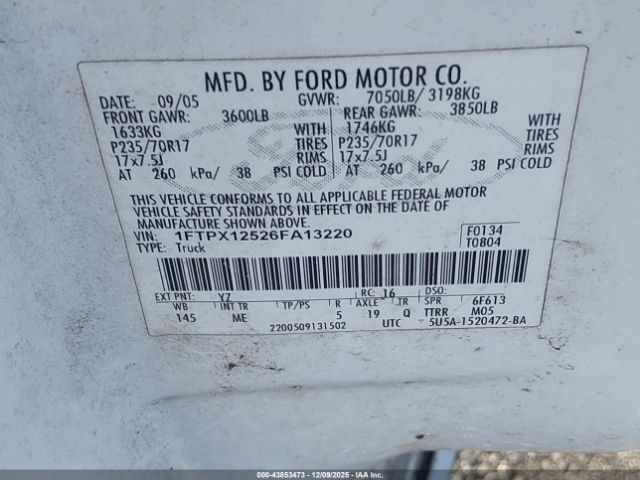 MFD. BY FORD MOTOR CO.
DATE: 09/05 GVWR: 7050LB/ 3198KG
FRONT GAWR: 3600LB REAR GAWR: 3850LB
1633KG WITH 1746KG WITH
P235/70R17 TIRES P235/70R17 TIRES
17x7.5J RIMS 17x7.5J RIMS
AT 260 kPa/ 38 PSI COLD AT 260 kPa/ 38 PSI COLD
THIS VEHICLE CONFORMS TO ALL APPLICABLE FEDERAL MOTOR
VEHICLE SAFETY STANDARDS IN EFFECT ON THE DATE OF
MANUFACTURE SHOWN ABOVE.
VIN: 1FTPX12526FA13220 F0134
TYPE: Truck T0804
EXT PNT: YZ RC: 16 DSO:
WB INT TR TP/PS R AXLE TR SPR 6F613
145 ME 5 19 Q TTRR M05
2200509131502 UTC 5U5A-1520472-BA
© IAA - 43853473 - 12/09/2025 - IAA, Inc.